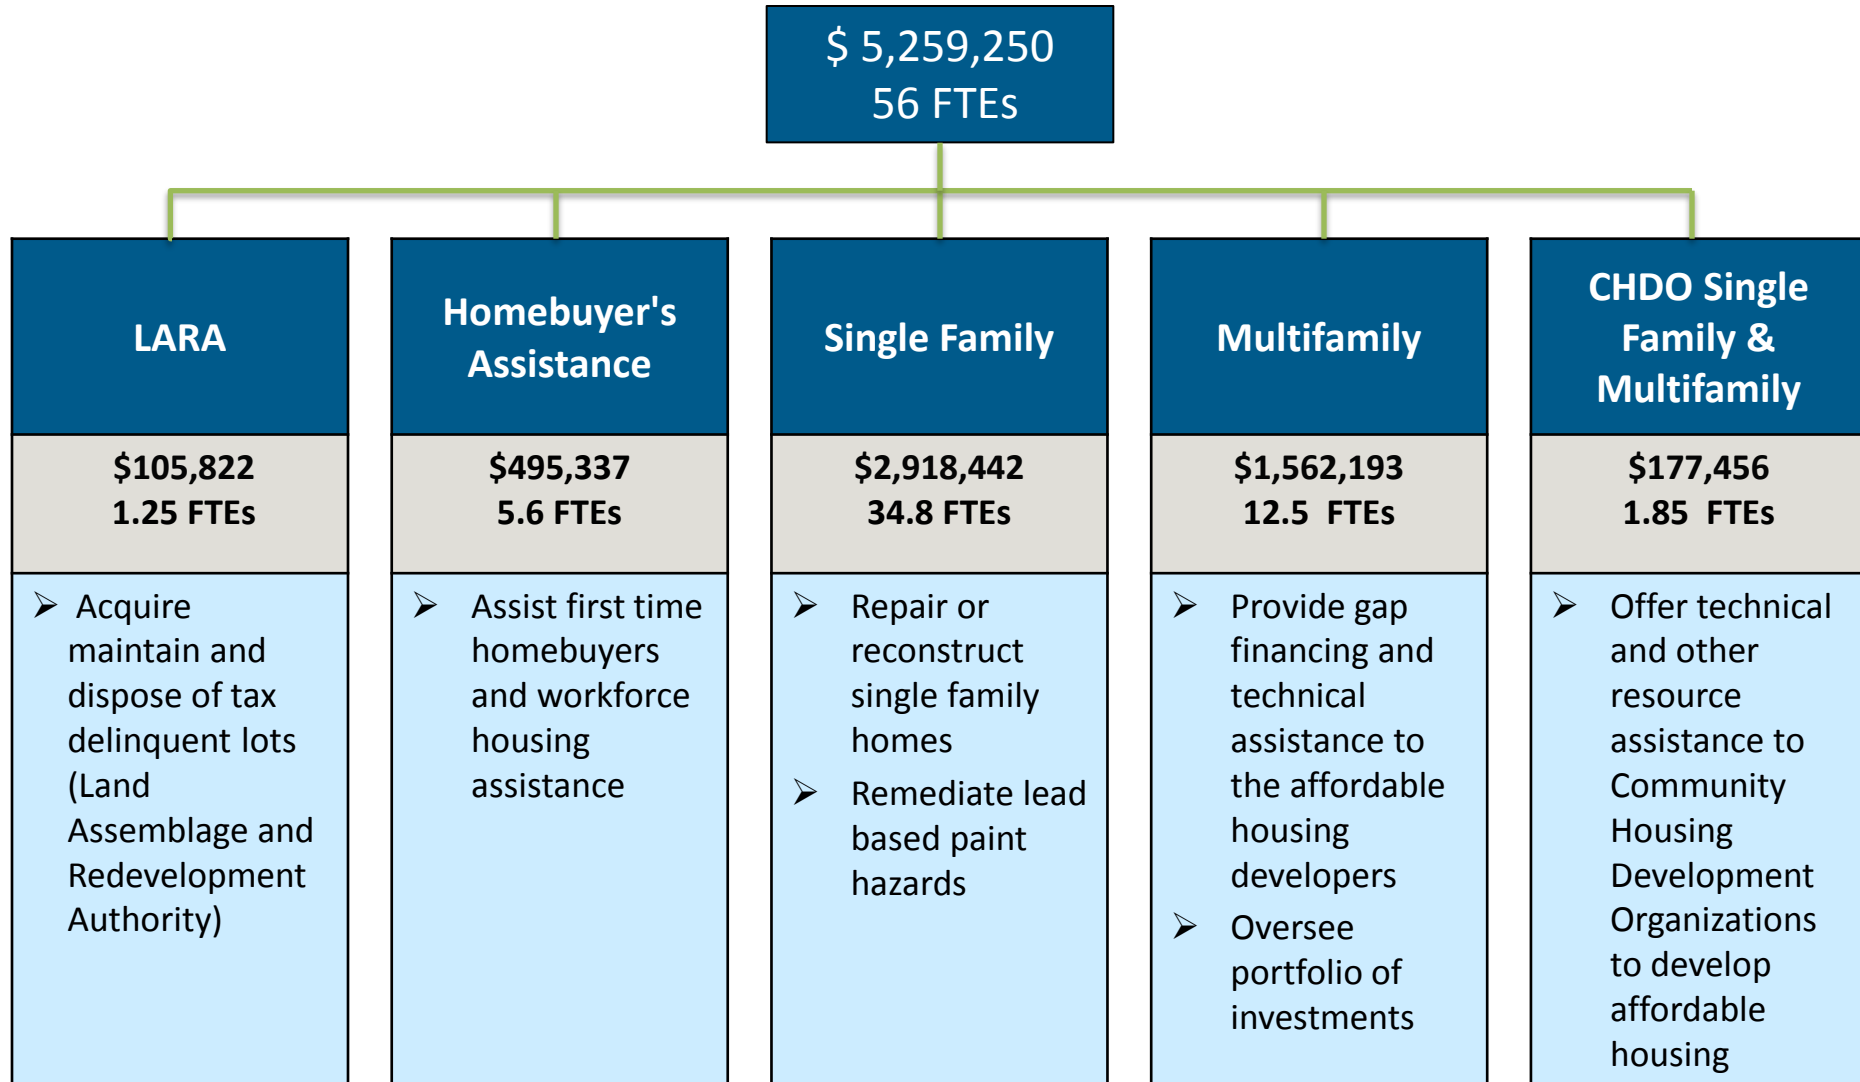 $ 5,259,250
56 FTEs
LARA
$105,822
1.25 FTEs
➢ Acquire
maintain and
dispose of tax
delinquent lots
(Land
Assemblage and
Redevelopment
Authority)
Homebuyer's
Assistance
$495,337
5.6 FTEs
➢ Assist first time
homebuyers
and workforce
housing
assistance
Single Family
$2,918,442
34.8 FTEs
➢ Repair or
reconstruct
single family
homes
➢ Remediate lead
based paint
hazards
Multifamily
$1,562,193
12.5 FTEs
➢ Provide gap
financing and
technical
assistance to
the affordable
housing
developers
➢ Oversee
portfolio of
investments
CHDO Single
Family &
Multifamily
$177,456
1.85 FTEs
➢ Offer technical
and other
resource
assistance to
Community
Housing
Development
Organizations
to develop
affordable
housing